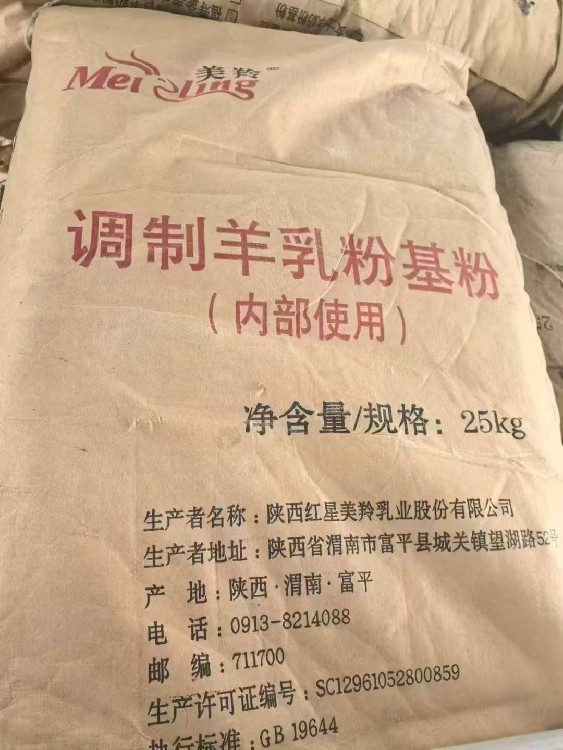 美羚®
MeiLing
调制羊乳粉基粉
（内部使用）
净含量/规格：25kg
生产者名称：陕西红星美羚乳业股份有限公司
生产者地址：陕西省渭南市富平县城关镇望湖路52号
产 地：陕西·渭南·富平
电 话：0913-8214088
邮 编：711700
生产许可证编号：SC12961052800859
执行标准：GB 19644